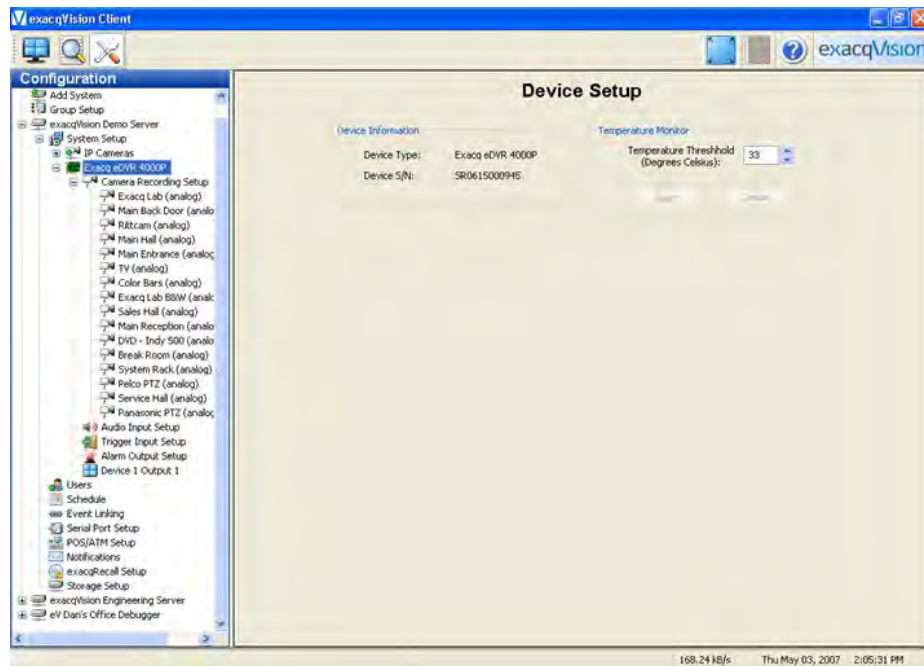 exacqVision Client
exacqVision
Configuration
Add System
Group Setup
exacqVision Demo Server
System Setup
IP Cameras
Exacq eDVR 4000P
Camera Recording Setup
Exacq Lab (analog)
Main Back Door (analo
Rittcam (analog)
Main Hall (analog)
Main Entrance (analog
TV (analog)
Color Bars (analog)
Exacq Lab B&W (analo
Sales Hall (analog)
Main Reception (analo
DVD - Indy 500 (analo
Break Room (analog)
System Rack (analog)
Pelco PTZ (analog)
Service Hall (analog)
Panasonic PTZ (analog
Audio Input Setup
Trigger Input Setup
Alarm Output Setup
Device 1 Output 1
Users
Schedule
Event Linking
Serial Port Setup
POS/ATM Setup
Notifications
exacqRecall Setup
Storage Setup
exacqVision Engineering Server
eV Dan's Office Debugger
Device Setup
Device Information
Device Type: Exacq eDVR 4000P
Device S/N: SR0615000945
Temperature Monitor
Temperature Threshhold
(Degrees Celsius): 33
168.24 kB/s Thu May 03, 2007 2:05:31 PM